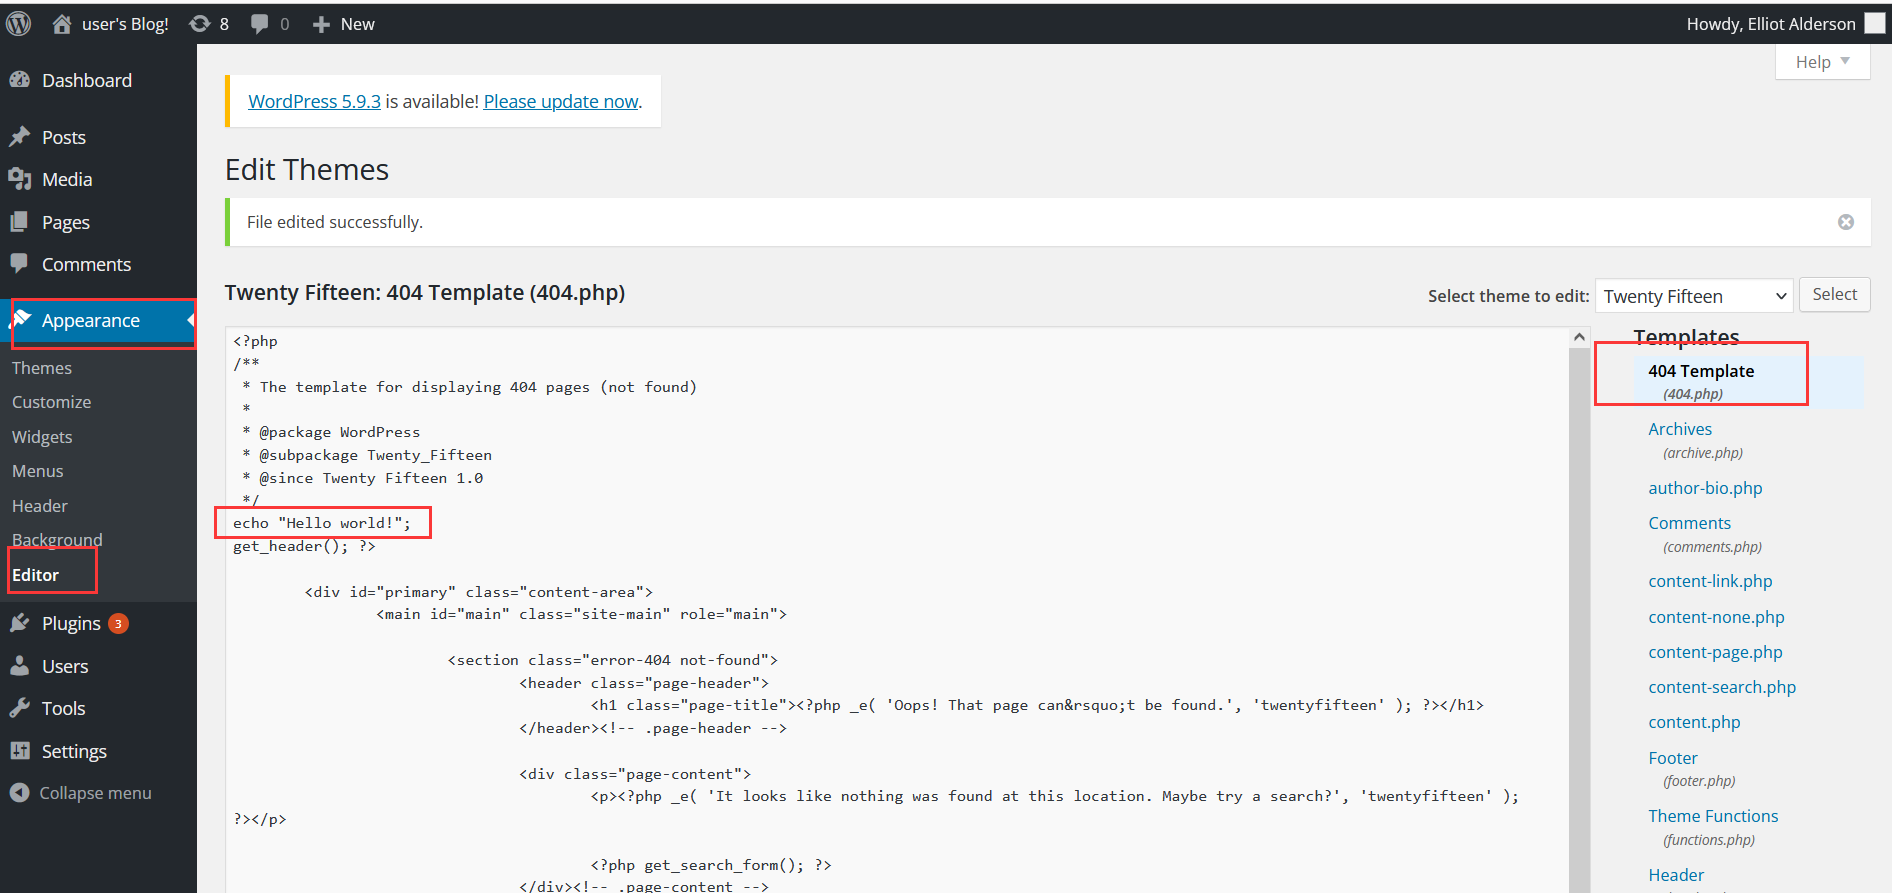 user's Blog! 8 0 New Howdy, Elliot Alderson
Help
Dashboard
Posts
Media
Pages
Comments
Appearance
Themes
Customize
Widgets
Menus
Header
Background
Editor
Plugins 3
Users
Tools
Settings
Collapse menu
WordPress 5.9.3 is available! Please update now.
Edit Themes
File edited successfully.
Twenty Fifteen: 404 Template (404.php)
Select theme to edit: Twenty Fifteen Select
<?php
/**
 * The template for displaying 404 pages (not found)
 *
 * @package WordPress
 * @subpackage Twenty_Fifteen
 * @since Twenty Fifteen 1.0
 */
echo "Hello world!";
get_header(); ?>
<div id="primary" class="content-area">
<main id="main" class="site-main" role="main">
<section class="error-404 not-found">
<header class="page-header">
<h1 class="page-title"><?php _e( 'Oops! That page can&rsquo;t be found.', 'twentyfifteen' ); ?></h1>
</header><!-- .page-header -->
<div class="page-content">
<p><?php _e( 'It looks like nothing was found at this location. Maybe try a search?', 'twentyfifteen' );
?></p>
<?php get_search_form(); ?>
</div><!-- .page-content -->
Templates
404 Template
(404.php)
Archives
(archive.php)
author-bio.php
Comments
(comments.php)
content-link.php
content-none.php
content-page.php
content-search.php
content.php
Footer
(footer.php)
Theme Functions
(functions.php)
Header